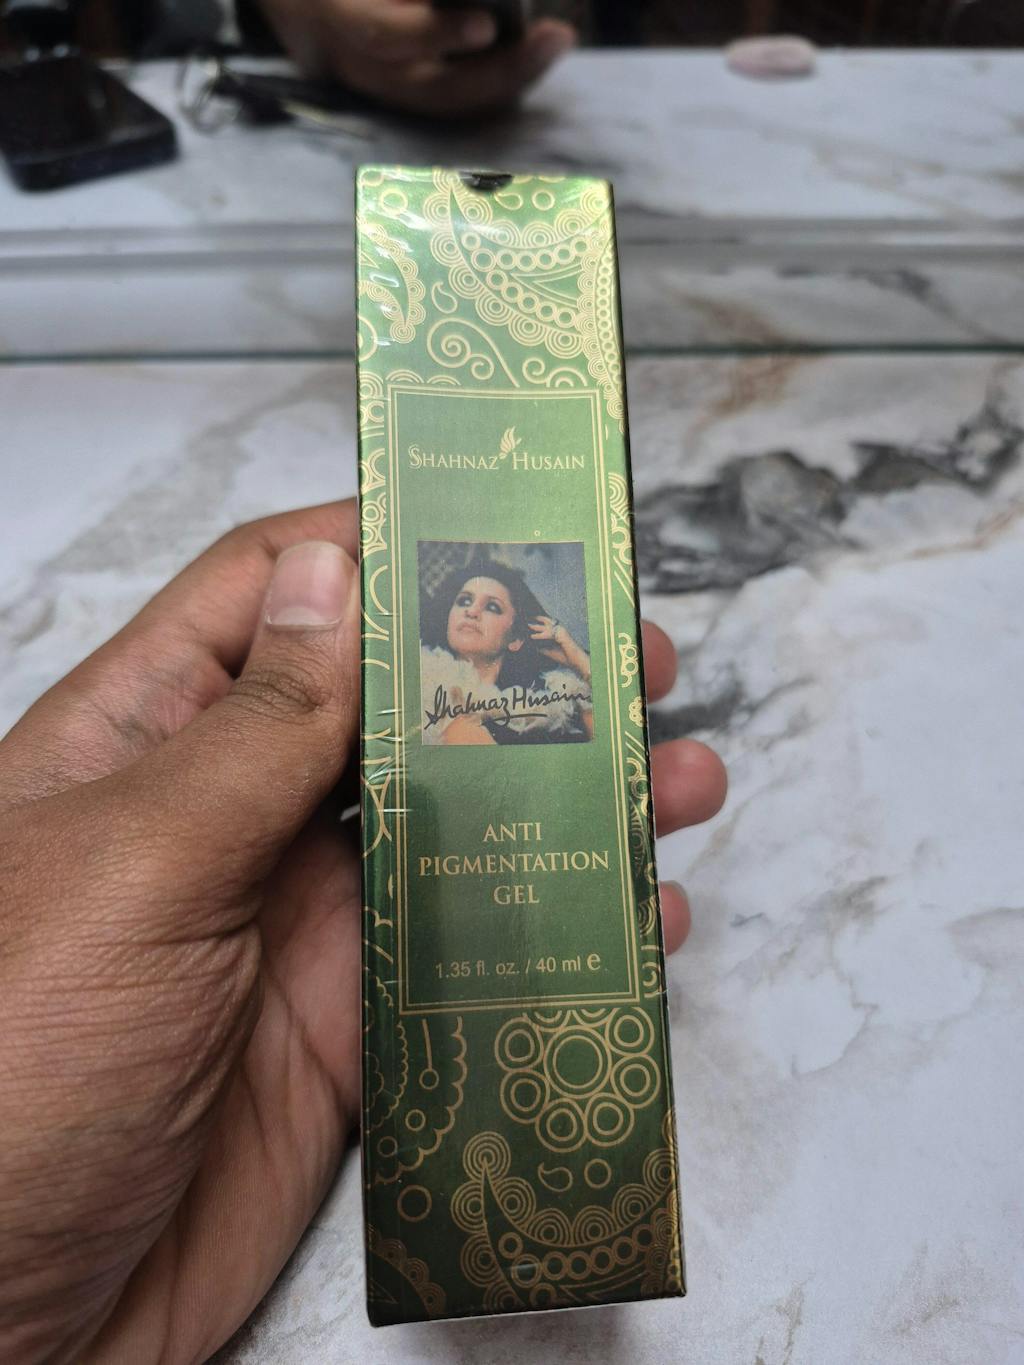 SHAHNAZ HUSAIN
Shahnaz Husain
ANTI
PIGMENTATION
GEL
1.35 fl. oz. / 40 ml e